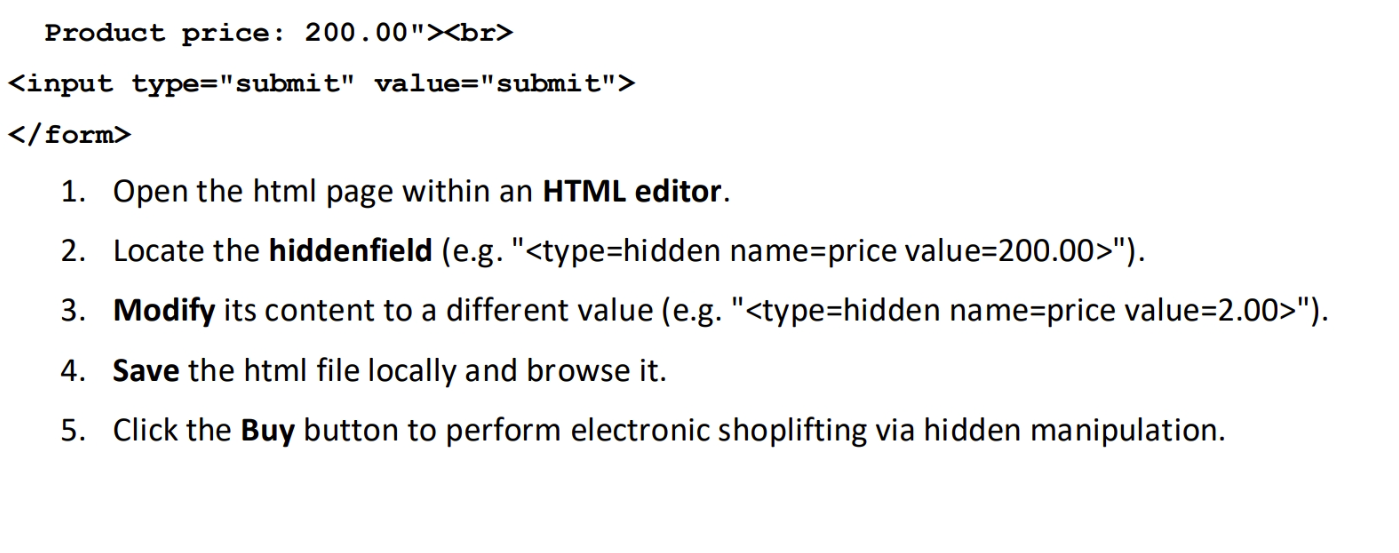 Product price: 200.00"><br>
<input type="submit" value="submit">
</form>
1. Open the html page within an HTML editor.
2. Locate the hiddenfield (e.g. "<type=hidden name=price value=200.00>").
3. Modify its content to a different value (e.g. "<type=hidden name=price value=2.00>").
4. Save the html file locally and browse it.
5. Click the Buy button to perform electronic shoplifting via hidden manipulation.